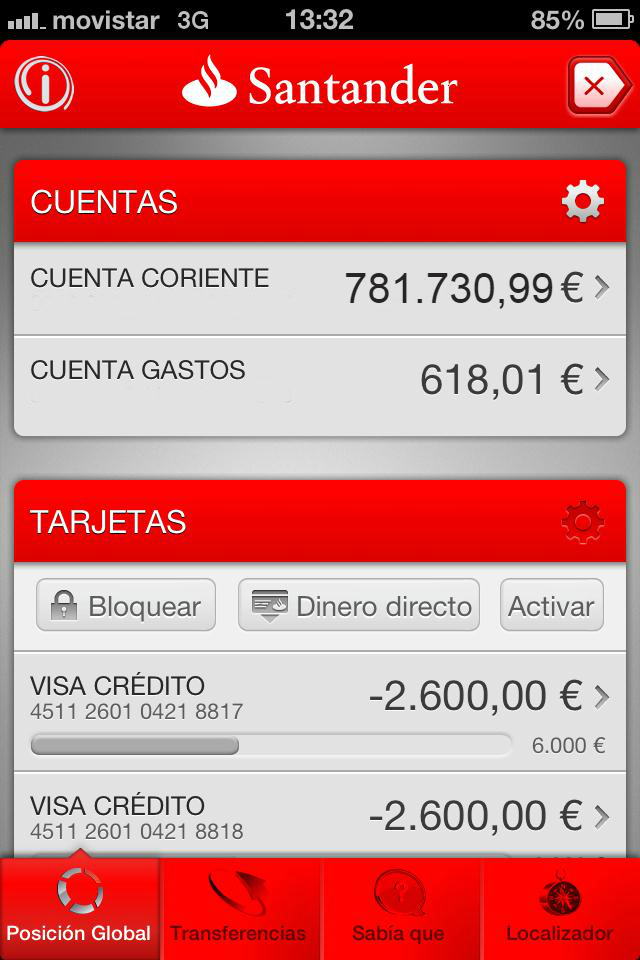 movistar 3G 13:32 85%
i Santander ×
CUENTAS
CUENTA CORIENTE 781.730,99 €
CUENTA GASTOS 618,01 €
TARJETAS
Bloquear Dinero directo Activar
VISA CRÉDITO -2.600,00 €
4511 2601 0421 8817
6.000 €
VISA CRÉDITO -2.600,00 €
4511 2601 0421 8818
Posición Global Transferencias Sabía que Localizador